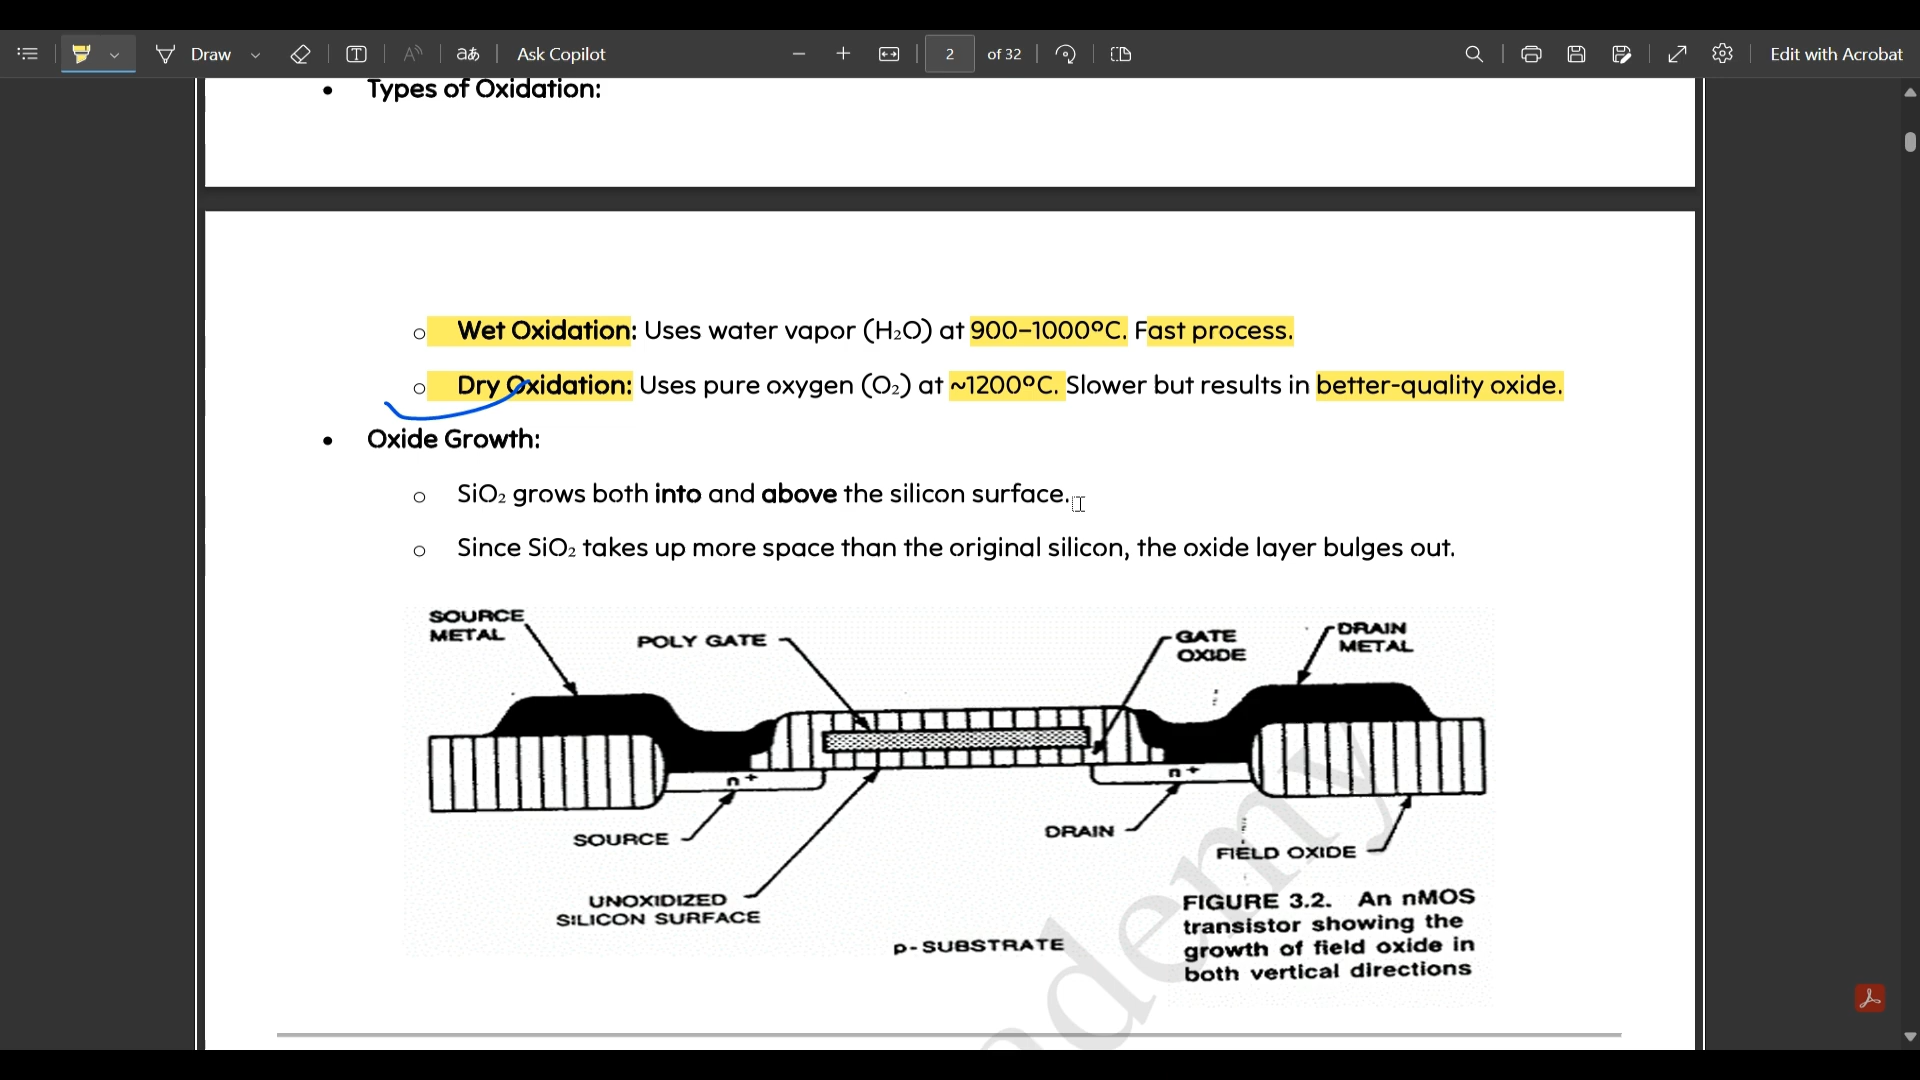 Draw
aあ
Ask Copilot
2 of 32
Edit with Acrobat
• Types of Oxidation:
o Wet Oxidation: Uses water vapor (H₂O) at 900–1000°C. Fast process.
o Dry Oxidation: Uses pure oxygen (O₂) at ~1200°C. Slower but results in better-quality oxide.
• Oxide Growth:
o SiO₂ grows both into and above the silicon surface.
o Since SiO₂ takes up more space than the original silicon, the oxide layer bulges out.
SOURCE
METAL
POLY GATE
GATE
OXIDE
DRAIN
METAL
n+
n+
SOURCE
DRAIN
FIELD OXIDE
UNOXIDIZED
SILICON SURFACE
p-SUBSTRATE
FIGURE 3.2. An nMOS
transistor showing the
growth of field oxide in
both vertical directions
ademy